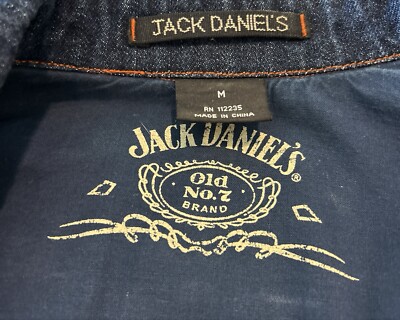 JACK DANIEL'S
M
RN 112235
MADE IN CHINA
JACK DANIEL'S®
Old
No.7
BRAND